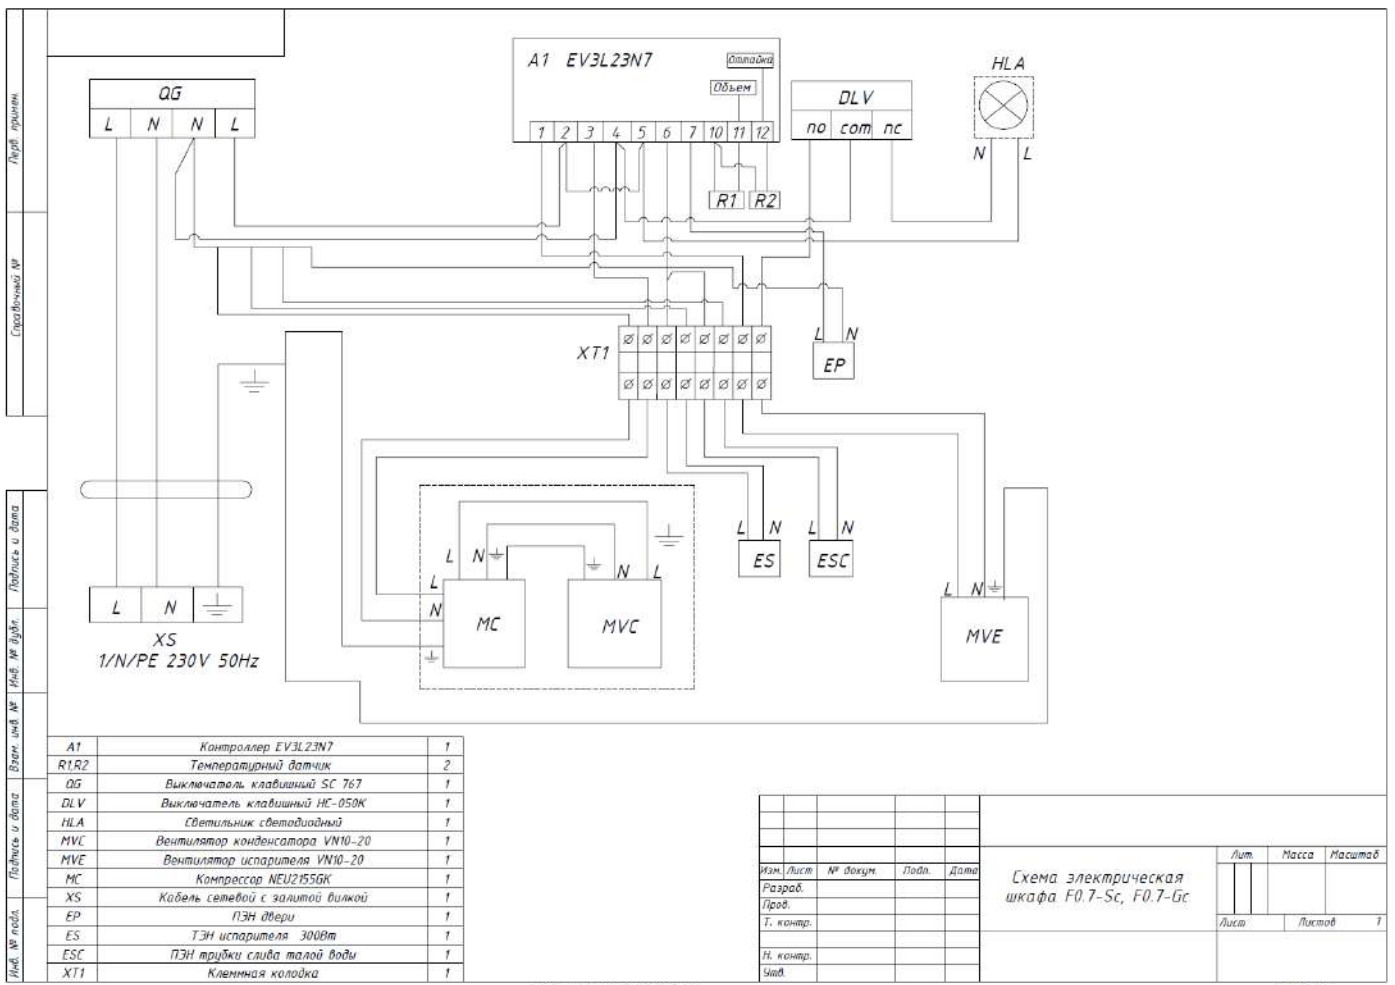 Перв. примен.
Справочный №
Подпись и дата
Инв. № дубл.
Взам. инв. №
Подпись и дата
Инв. № подл.
QG
L N N L
A1 EV3L23N7
Оттайка
Объем
1 2 3 4 5 6 7 10 11 12
R1 R2
DLV
no com nc
HLA
N L
XT1
L N
EP
L N
ES
L N
ESC
L N
MVE
L N
L
N
MC
N L
MVC
L N
XS
1/N/PE 230V 50Hz
A1 Контроллер EV3L23N7 1
R1,R2 Температурный датчик 2
QG Выключатель клавишный SC 767 1
DLV Выключатель клавишный НС-050К 1
HLA Светильник светодиодный 1
MVC Вентилятор конденсатора VN10-20 1
MVE Вентилятор испарителя VN10-20 1
MC Компрессор NEU2155GK 1
XS Кабель сетевой с залитой вилкой 1
EP ПЭН двери 1
ES ТЭН испарителя 300Вт 1
ESC ПЭН трубки слива талой воды 1
XT1 Клеммная колодка 1
Изм. Лист № докум. Подп. Дата
Разраб.
Пров.
Т. контр.
Н. контр.
Утв.
Схема электрическая
шкафа F0.7-Sc, F0.7-Gc
Лит. Масса Масштаб
Лист Листов 1